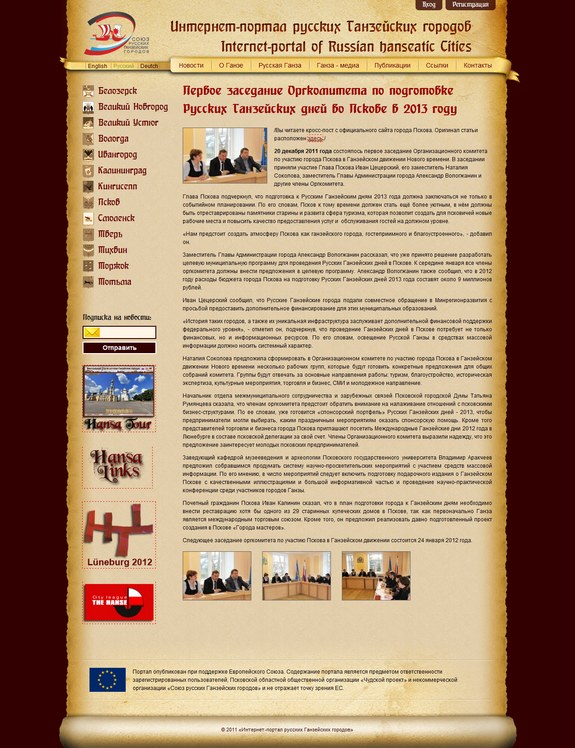 Вход Регистрация
СОЮЗ
РУССКИХ
ГАНЗЕЙСКИХ
ГОРОДОВ
Интернет-портал русских Ганзейских городов
Internet-portal of Russian Hanseatic Cities
English | Русский | Deutch
Новости О Ганзе Русская Ганза Ганза - медиа Публикации Ссылки Контакты
Белозерск
Великий Новгород
Великий Устюг
Вологда
Ивангород
Калининград
Кингисепп
Псков
Смоленск
Тверь
Тихвин
Торжок
Тотьма
Подписка на новости:
Отправить
Hansa Tour
Hansa Links
Lüneburg 2012
City league
THE HANSE
Первое заседание Оргкомитета по подготовке
Русских Ганзейских дней во Пскове в 2013 году
/Вы читаете кросс-пост с официального сайта города Пскова. Оригинал статьи
расположен здесь./
20 декабря 2011 года состоялось первое заседание Организационного комитета
по участию города Пскова в Ганзейском движении Нового времени. В заседании
приняли участие Глава Пскова Иван Цецерский, его заместитель Наталия
Соколова, заместитель Главы Администрации города Александр Вологжанин и
другие члены Оргкомитета.
Глава Пскова подчеркнул, что подготовка к Русским Ганзейским дням 2013 года должна заключаться не только в
событийном планировании. По его словам, Псков к тому времени должен стать ещё более уютным, в нём должны
быть отреставрированы памятники старины и развита сфера туризма, которая позволит создать для псковичей новые
рабочие места и повысить качество предоставления услуг и обслуживания гостей на должном уровне.
«Нам предстоит создать атмосферу Пскова как ганзейского города, гостеприимного и благоустроенного», - добавил
он.
Заместитель Главы Администрации города Александр Вологжанин рассказал, что уже принято решение разработать
целевую муниципальную программу для проведения Русских Ганзейских дней в Пскове. К середине января все члены
оргкомитета должны внести предложения в целевую программу. Александр Вологжанин также сообщил, что в 2012
году расходы бюджета города Пскова на подготовку Русских Ганзейских дней 2013 года составят около 9 миллионов
рублей.
Иван Цецерский сообщил, что Русские Ганзейские города подали совместное обращение в Минрегионразвития с
просьбой предоставить дополнительное финансирование для этих муниципальных образований.
«История таких городов, а также их уникальная инфраструктура заслуживает дополнительной финансовой поддержки
федерального уровня», - отметил он, подчеркнув, что проведение Ганзейских дней в Пскове потребует не только
финансовых, но и информационных ресурсов. По его словам, освещение Русской Ганзы в средствах массовой
информации должно носить системный характер.
Наталия Соколова предложила сформировать в Организационном комитете по участию города Пскова в Ганзейском
движении Нового времени несколько рабочих групп, которые будут готовить конкретные предложения для общих
собраний комитета. Группы будут отвечать за основные направления работы: туризм, благоустройство, историческая
экспертиза, культурные мероприятия, торговля и бизнес, СМИ и молодежное направление.
Начальник отдела межмуниципального сотрудничества и зарубежных связей Псковской городской Думы Татьяна
Румянцева сказала, что членам оргкомитета предстоит обратить внимание на налаживание отношений с псковскими
бизнес-структурами. По ее словам, уже готовится «спонсорский портфель» Русских Ганзейских дней - 2013, чтобы
предприниматели могли выбирать, каким праздничным мероприятиям оказать спонсорскую помощь. Кроме того
представителей торговли и бизнеса города Пскова приглашают посетить Международные Ганзейские дни 2012 года в
Люнебурге в составе псковской делегации за свой счет. Члены Организационного комитета выразили надежду, что это
предложение заинтересует молодых псковских предпринимателей.
Заведующий кафедрой музееведения и археологии Псковского государственного университета Владимир Аракчеев
предложил собравшимся продумать систему научно-просветительских мероприятий с участием средств массовой
информации. По его мнению, в число мероприятий следует включить подготовку подарочного издания о Ганзейском
Пскове с качественными иллюстрациями и большой информативной частью и проведение научно-практической
конференции среди участников городов Ганзы.
Почетный гражданин Пскова Иван Калинин сказал, что в план подготовки города к Ганзейским дням необходимо
внести реставрацию хотя бы одного из 29 старинных купеческих домов в Пскове, так как первоначально Ганза
является международным торговым союзом. Кроме того, он предложил реализовать давно подготовленный проект
создания в Пскове «Города мастеров».
Следующее заседание оргкомитета по участию Пскова в Ганзейском движении состоится 24 января 2012 года.
Портал опубликован при поддержке Европейского Союза. Содержание портала является предметом ответственности
зарегистрированных пользователей, Псковской областной общественной организации «Чудской проект» и некоммерческой
организации «Союз русских Ганзейских городов» и не отражает точку зрения ЕС.
© 2011 «Интернет-портал русских Ганзейских городов»